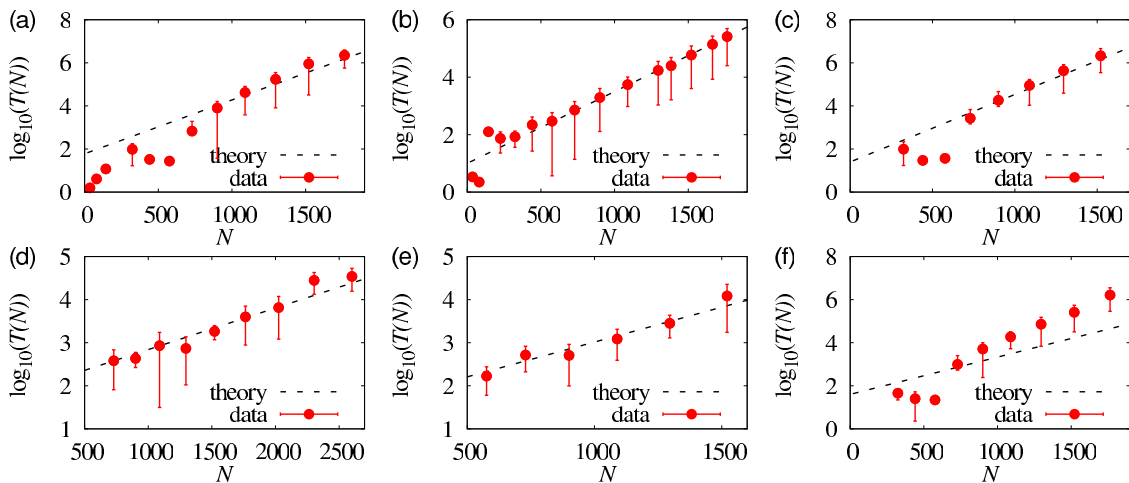 (a)
log10(T(N))
8
6
4
2
0
theory
data
0 500 1000 1500
N
(b)
log10(T(N))
6
4
2
0
theory
data
0 500 1000 1500
N
(c)
log10(T(N))
8
6
4
2
0
theory
data
0 500 1000 1500
N
(d)
log10(T(N))
5
4
3
2
1
theory
data
500 1000 1500 2000 2500
N
(e)
log10(T(N))
5
4
3
2
1
theory
data
500 1000 1500
N
(f)
log10(T(N))
8
6
4
2
0
theory
data
0 500 1000 1500
N